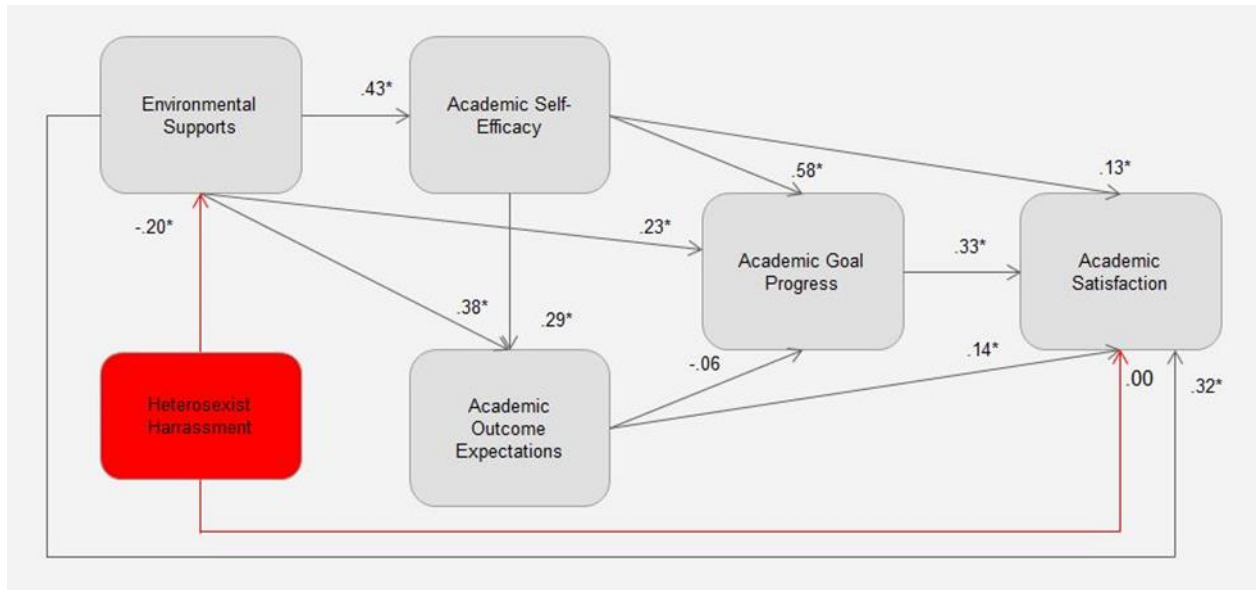 .43*
Environmental
Supports
Academic Self-
Efficacy
.58*
.13*
-.20*
.23*
Academic Goal
Progress
.33*
Academic
Satisfaction
.38*
.29*
Heterosexist
Harrassment
Academic
Outcome
Expectations
-.06
.14*
.00
.32*